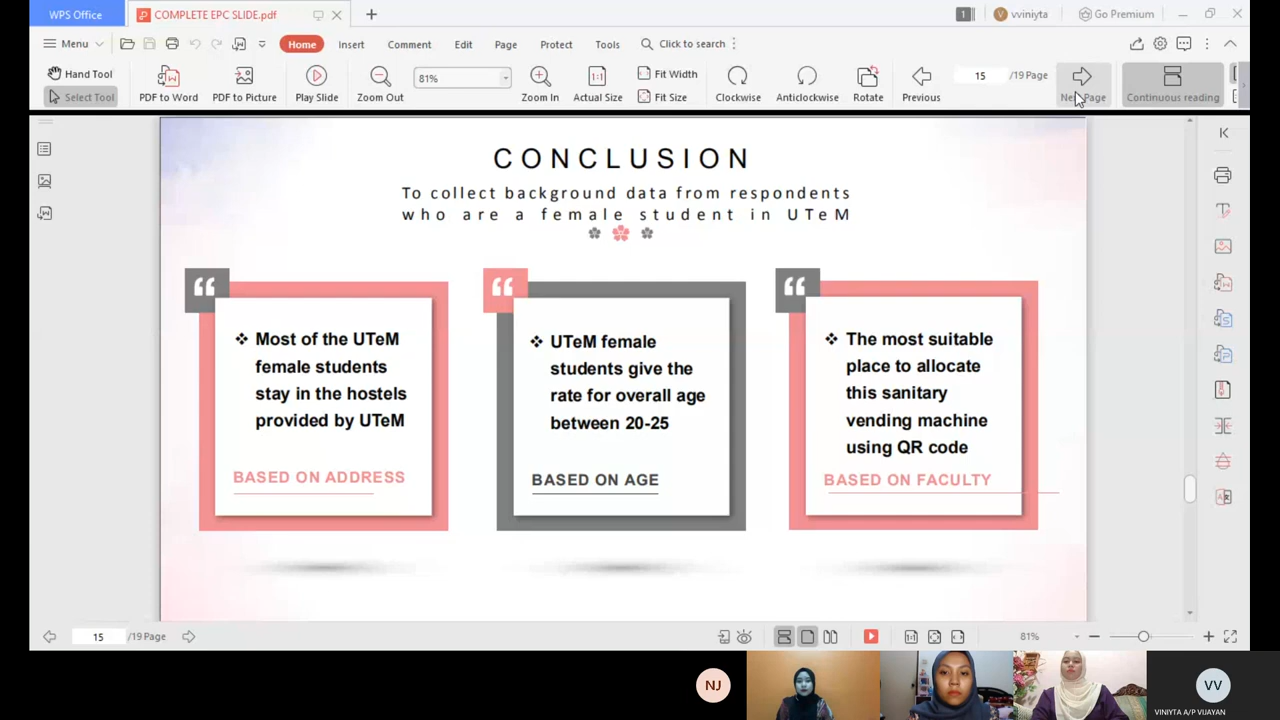 WPS Office
COMPLETE EPC SLIDE.pdf
1
vviniyta
Go Premium
Menu
Home
Insert
Comment
Edit
Page
Protect
Tools
Click to search
Hand Tool
Select Tool
PDF to Word
PDF to Picture
Play Slide
Zoom Out
81%
Zoom In
Actual Size
Fit Width
Fit Size
Clockwise
Anticlockwise
Rotate
Previous
15
/19 Page
Next Page
Continuous reading
CONCLUSION
To collect background data from respondents
who are a female student in UTeM
Most of the UTeM
female students
stay in the hostels
provided by UTeM
BASED ON ADDRESS
UTeM female
students give the
rate for overall age
between 20-25
BASED ON AGE
The most suitable
place to allocate
this sanitary
vending machine
using QR code
BASED ON FACULTY
15
/19 Page
81%
NJ
VV
VINIYTA A/P VIJAYAN